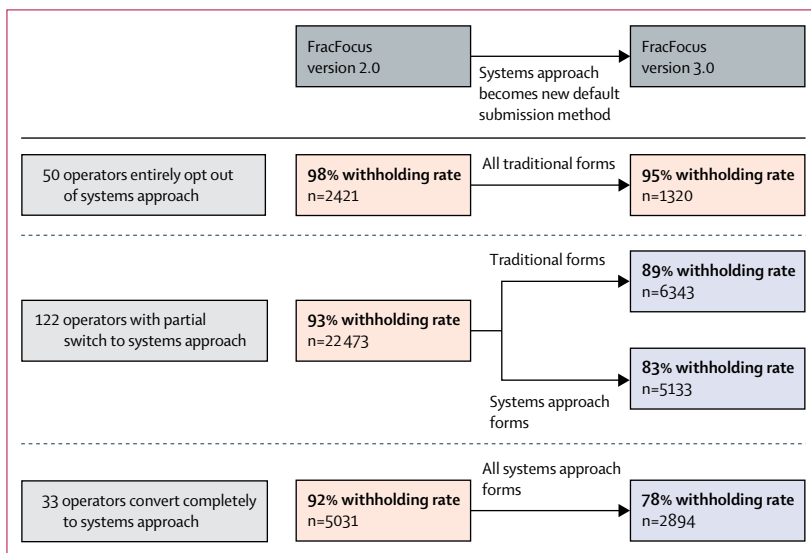 FracFocus
version 2.0
FracFocus
version 3.0
Systems approach
becomes new default
submission method
50 operators entirely opt out
of systems approach
98% withholding rate
n=2421
All traditional forms
95% withholding rate
n=1320
122 operators with partial
switch to systems approach
93% withholding rate
n=22 473
Traditional forms
89% withholding rate
n=6343
Systems approach
forms
83% withholding rate
n=5133
33 operators convert completely
to systems approach
92% withholding rate
n=5031
All systems approach
forms
78% withholding rate
n=2894